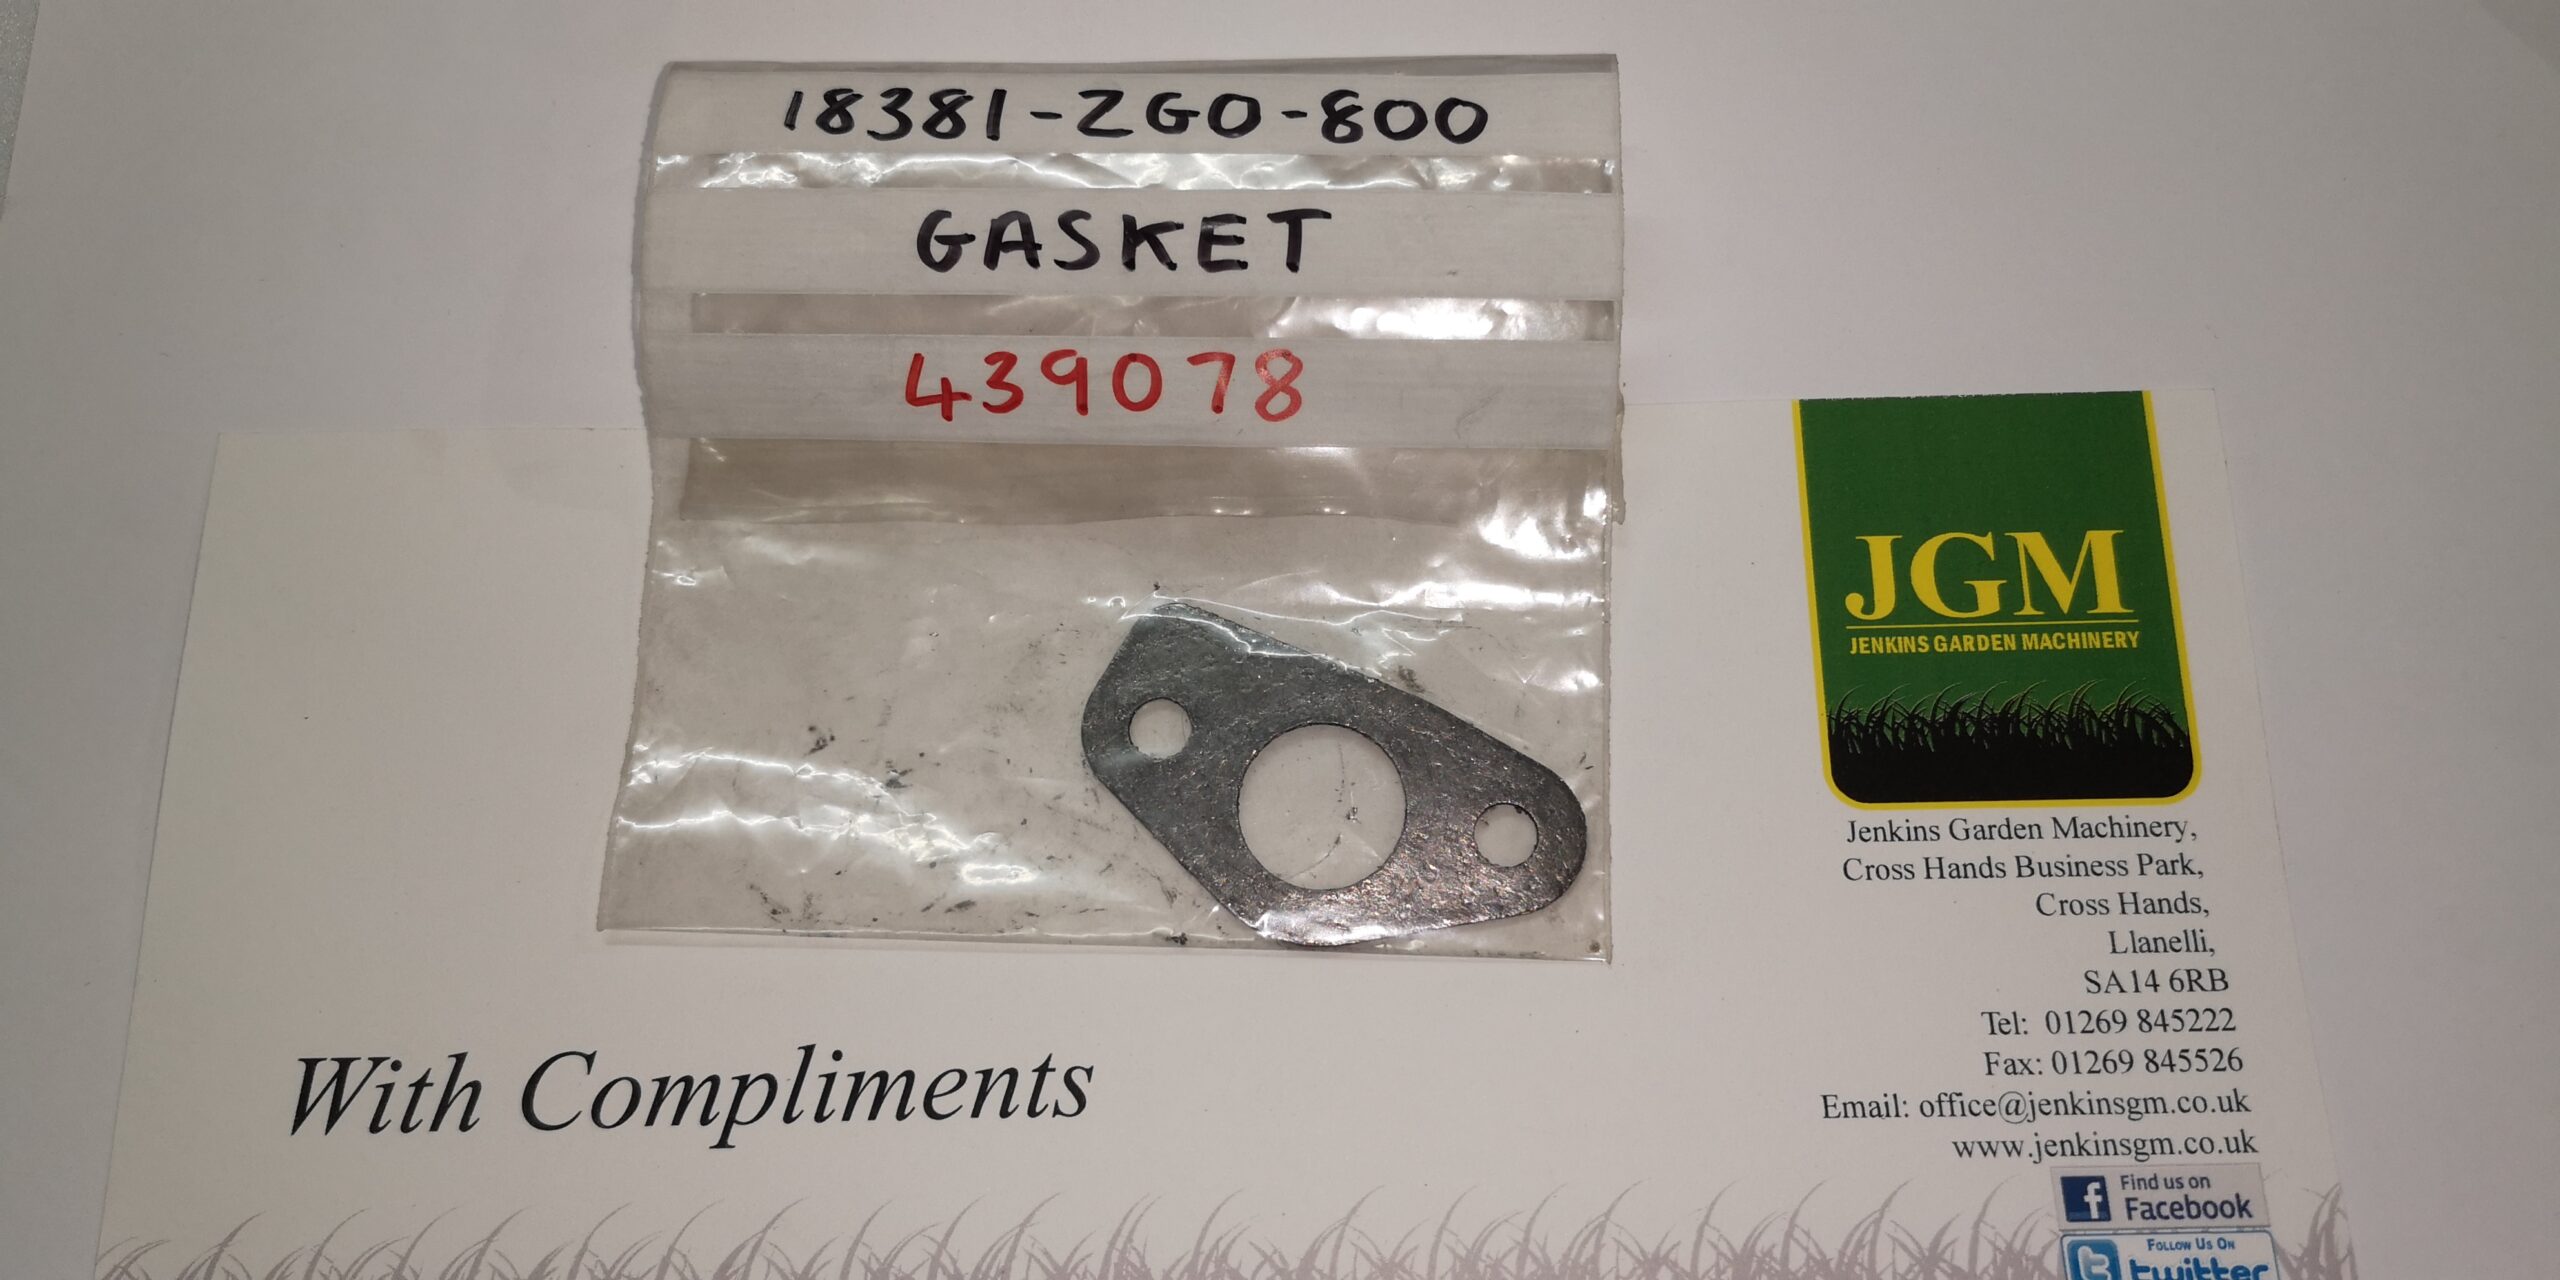 18381-ZGO-800
GASKET
439078
JGM
JENKINS GARDEN MACHINERY
Jenkins Garden Machinery,
Cross Hands Business Park,
Cross Hands,
Llanelli,
SA14 6RB
Tel: 01269 845222
Fax: 01269 845526
Email: office@jenkinsgm.co.uk
www.jenkinsgm.co.uk
With Compliments
f Find us on
Facebook
t Follow Us On
twitter